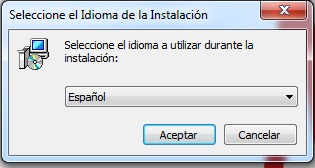 Seleccione el Idioma de la Instalación
Seleccione el idioma a utilizar durante la
instalación:
Español
Aceptar
Cancelar